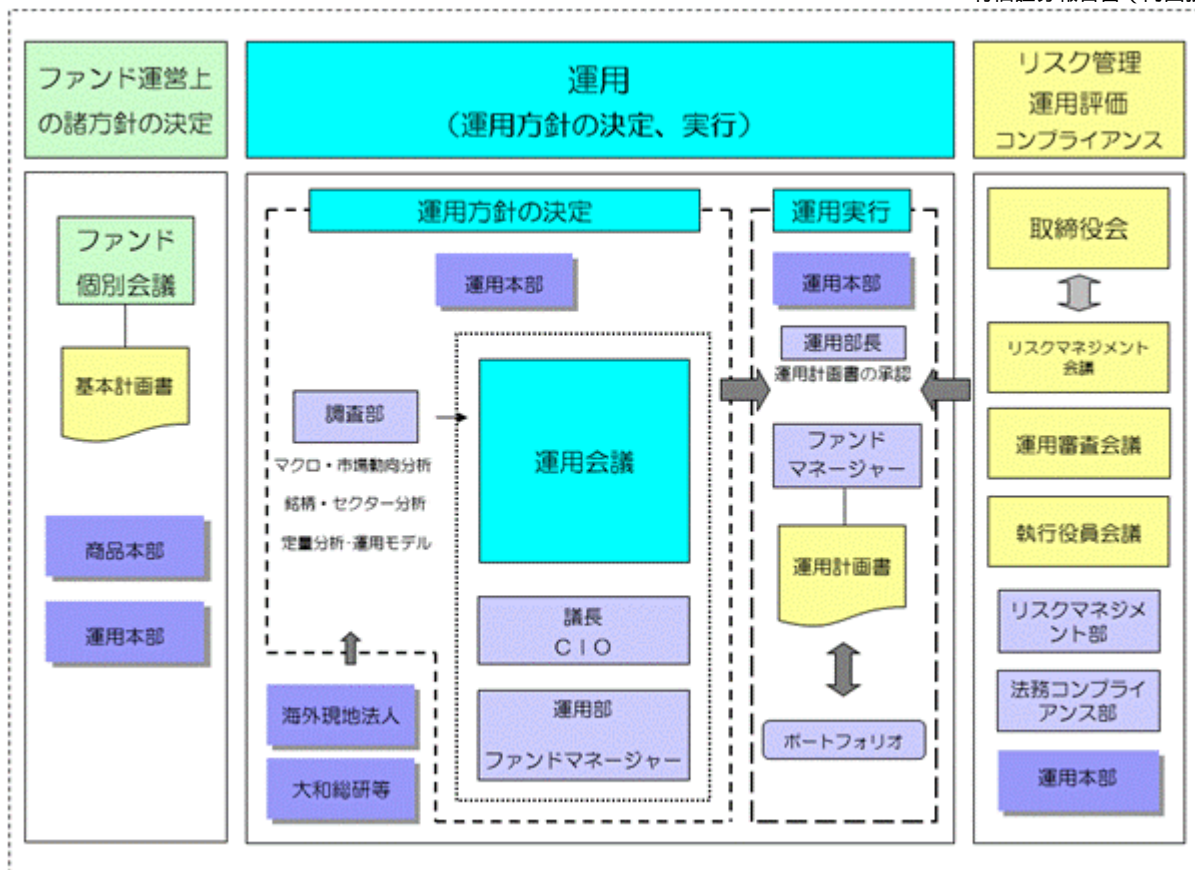 ファンド運営上
の諸方針の決定
運用
（運用方針の決定、実行）
リスク管理
運用評価
コンプライアンス
ファンド
個別会議
基本計画書
商品本部
運用本部
運用方針の決定
運用本部
調査部
マクロ・市場動向分析
銘柄・セクター分析
定量分析･運用モデル
海外現地法人
大和総研等
運用会議
議長
ＣＩＯ
運用部
ファンドマネージャー
運用実行
運用本部
運用部長
運用計画書の承認
ファンド
マネージャー
運用計画書
ポートフォリオ
取締役会
リスクマネジメント
会議
運用審査会議
執行役員会議
リスクマネジメ
ント部
法務コンプライ
アンス部
運用本部